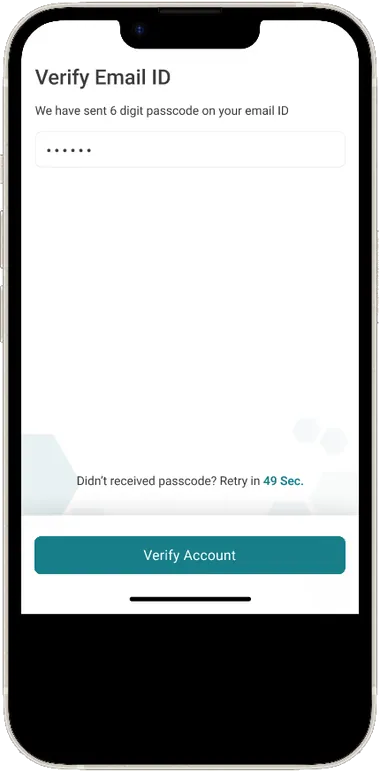 Verify Email ID
We have sent 6 digit passcode on your email ID
••••••
Didn't received passcode? Retry in 49 Sec.
Verify Account